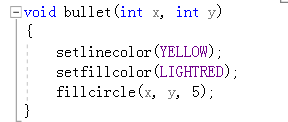 void bullet(int x, int y)
{
setlinecolor(YELLOW);
setfillcolor(LIGHTRED);
fillcircle(x, y, 5);
}